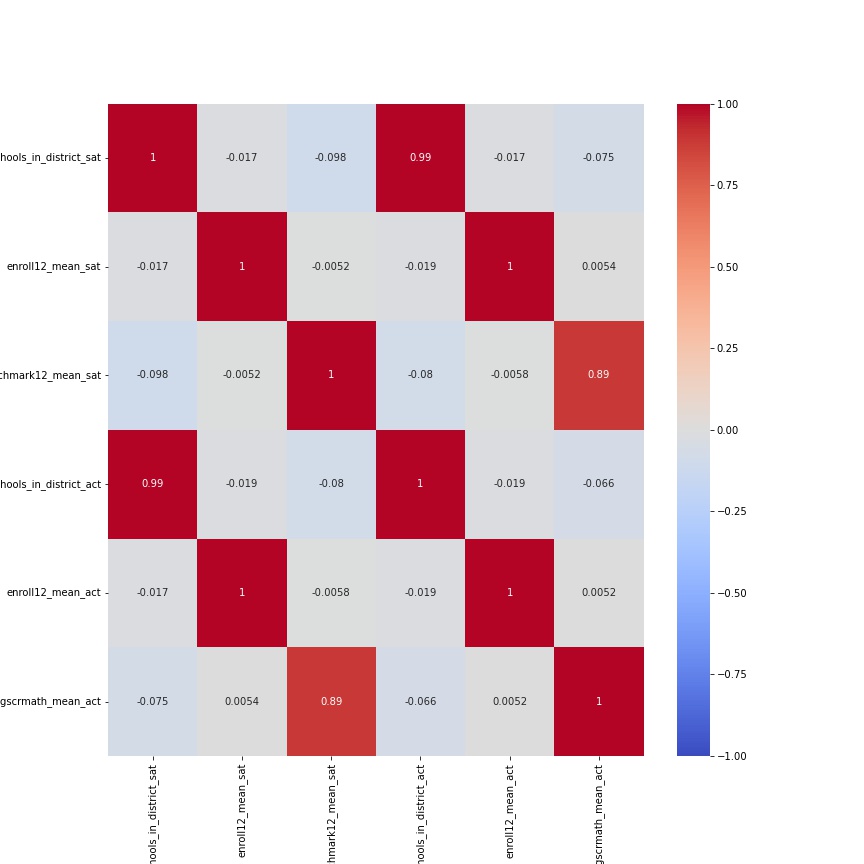 hools_in_district_sat 1 -0.017 -0.098 0.99 -0.017 -0.075
enroll12_mean_sat -0.017 1 -0.0052 -0.019 1 0.0054
chmark12_mean_sat -0.098 -0.0052 1 -0.08 -0.0058 0.89
hools_in_district_act 0.99 -0.019 -0.08 1 -0.019 -0.066
enroll12_mean_act -0.017 1 -0.0058 -0.019 1 0.0052
gscrmath_mean_act -0.075 0.0054 0.89 -0.066 0.0052 1
ools_in_district_sat
enroll12_mean_sat
hmark12_mean_sat
ools_in_district_act
enroll12_mean_act
gscrmath_mean_act
1.00
0.75
0.50
0.25
0.00
−0.25
−0.50
−0.75
−1.00